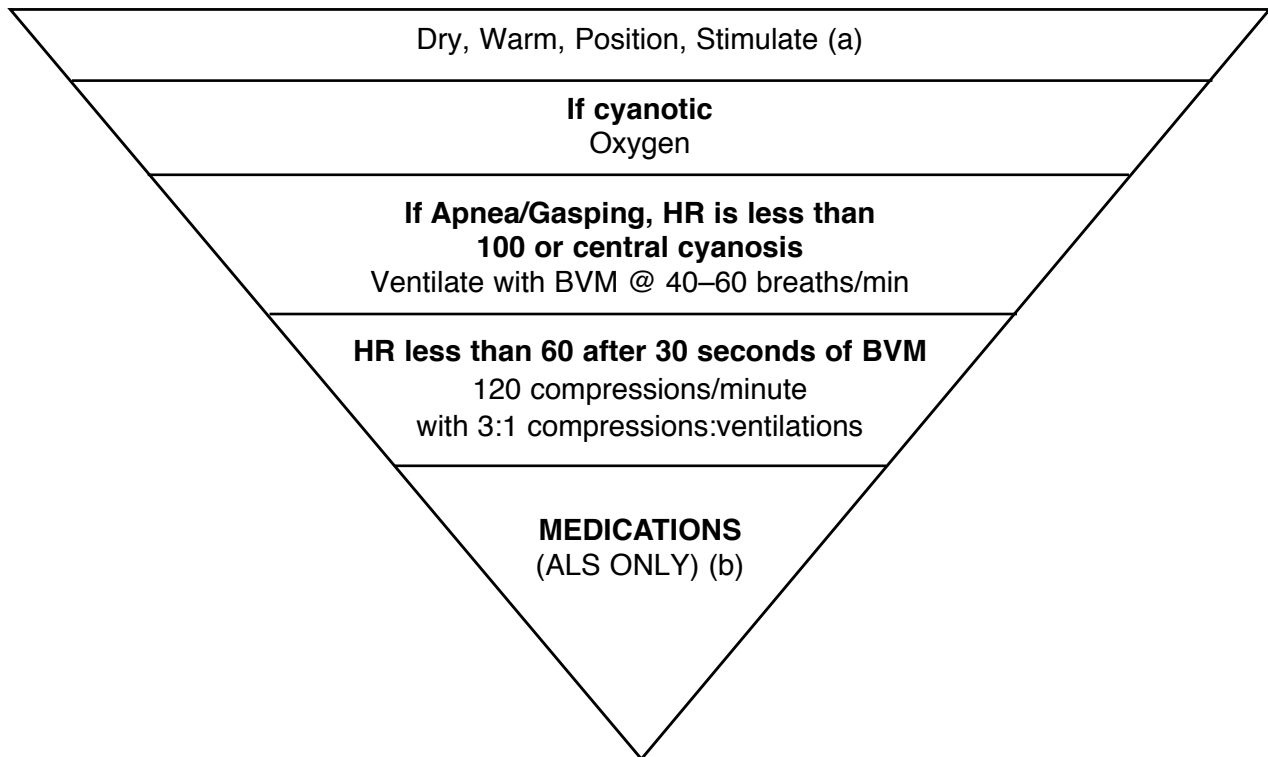 Dry, Warm, Position, Stimulate (a)
If cyanotic
Oxygen
If Apnea/Gasping, HR is less than
100 or central cyanosis
Ventilate with BVM @ 40–60 breaths/min
HR less than 60 after 30 seconds of BVM
120 compressions/minute
with 3:1 compressions:ventilations
MEDICATIONS
(ALS ONLY) (b)